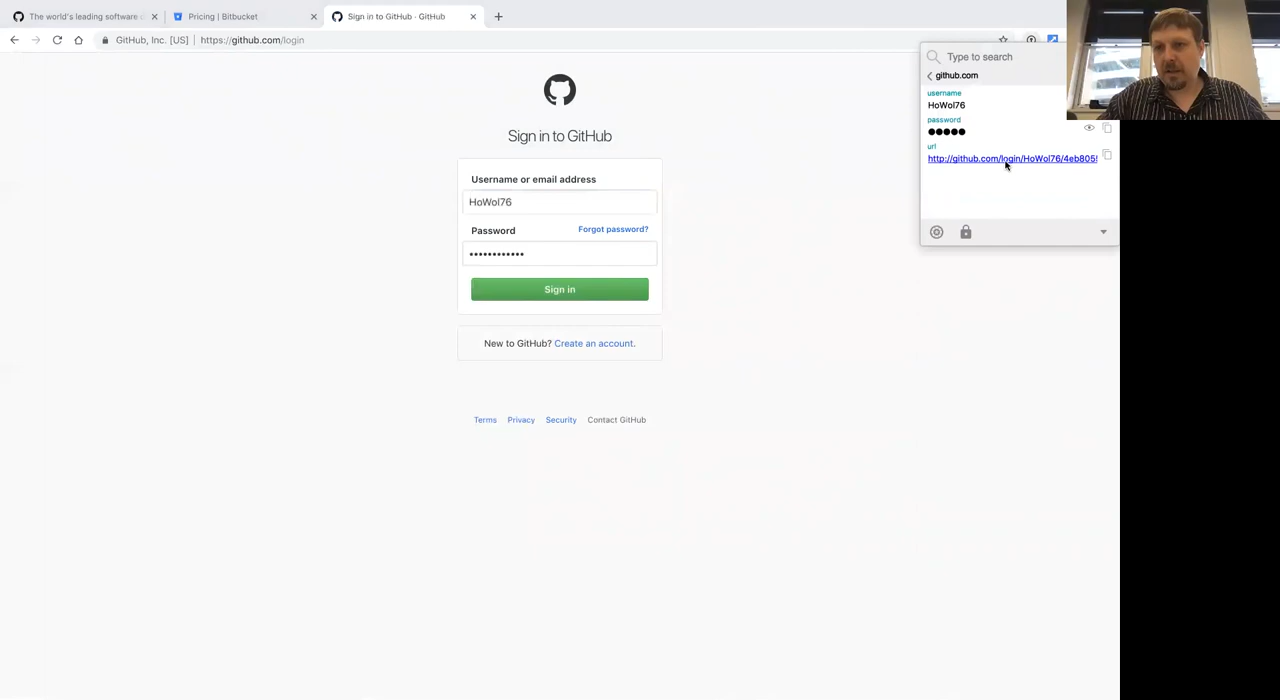 The world's leading software d
Pricing | Bitbucket
Sign in to GitHub · GitHub
GitHub, Inc. [US]
https://github.com/login
Type to search
github.com
username
HoWol76
password
url
http://github.com/login/HoWol76/4eb805
Sign in to GitHub
Username or email address
HoWol76
Password
Forgot password?
Sign in
New to GitHub? Create an account.
Terms
Privacy
Security
Contact GitHub